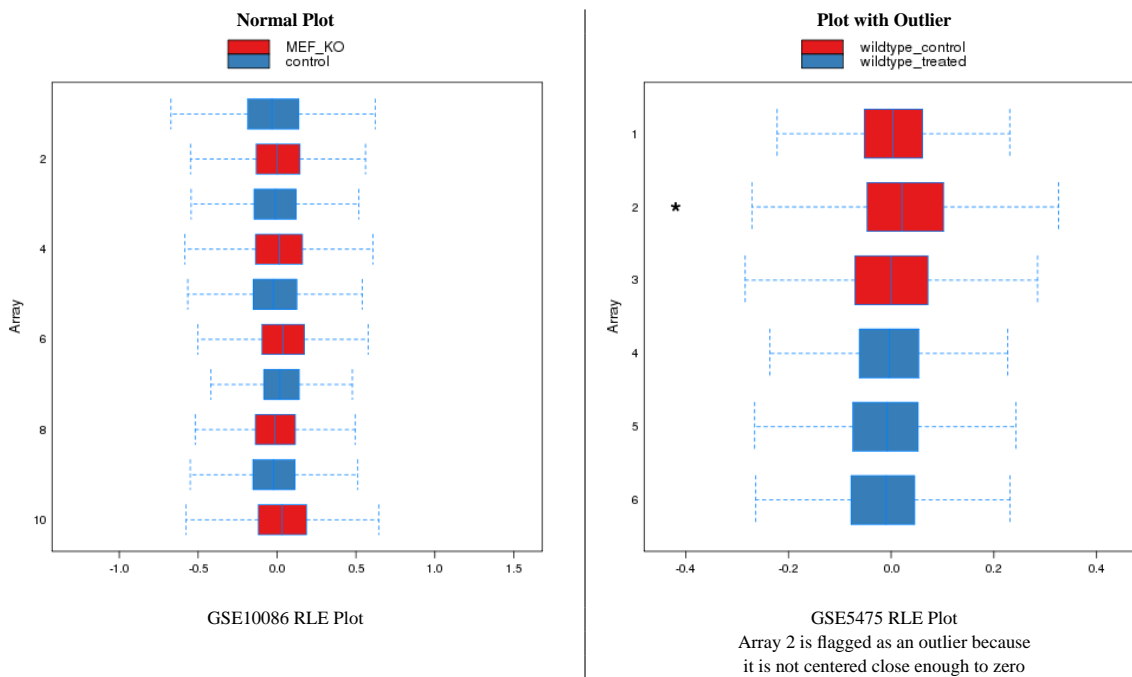 Normal Plot
MEF_KO
control
Array
2
4
6
8
10
-1.0 -0.5 0.0 0.5 1.0 1.5
GSE10086 RLE Plot
Plot with Outlier
wildtype_control
wildtype_treated
Array
1
2
*
3
4
5
6
-0.4 -0.2 0.0 0.2 0.4
GSE5475 RLE Plot
Array 2 is flagged as an outlier because
it is not centered close enough to zero